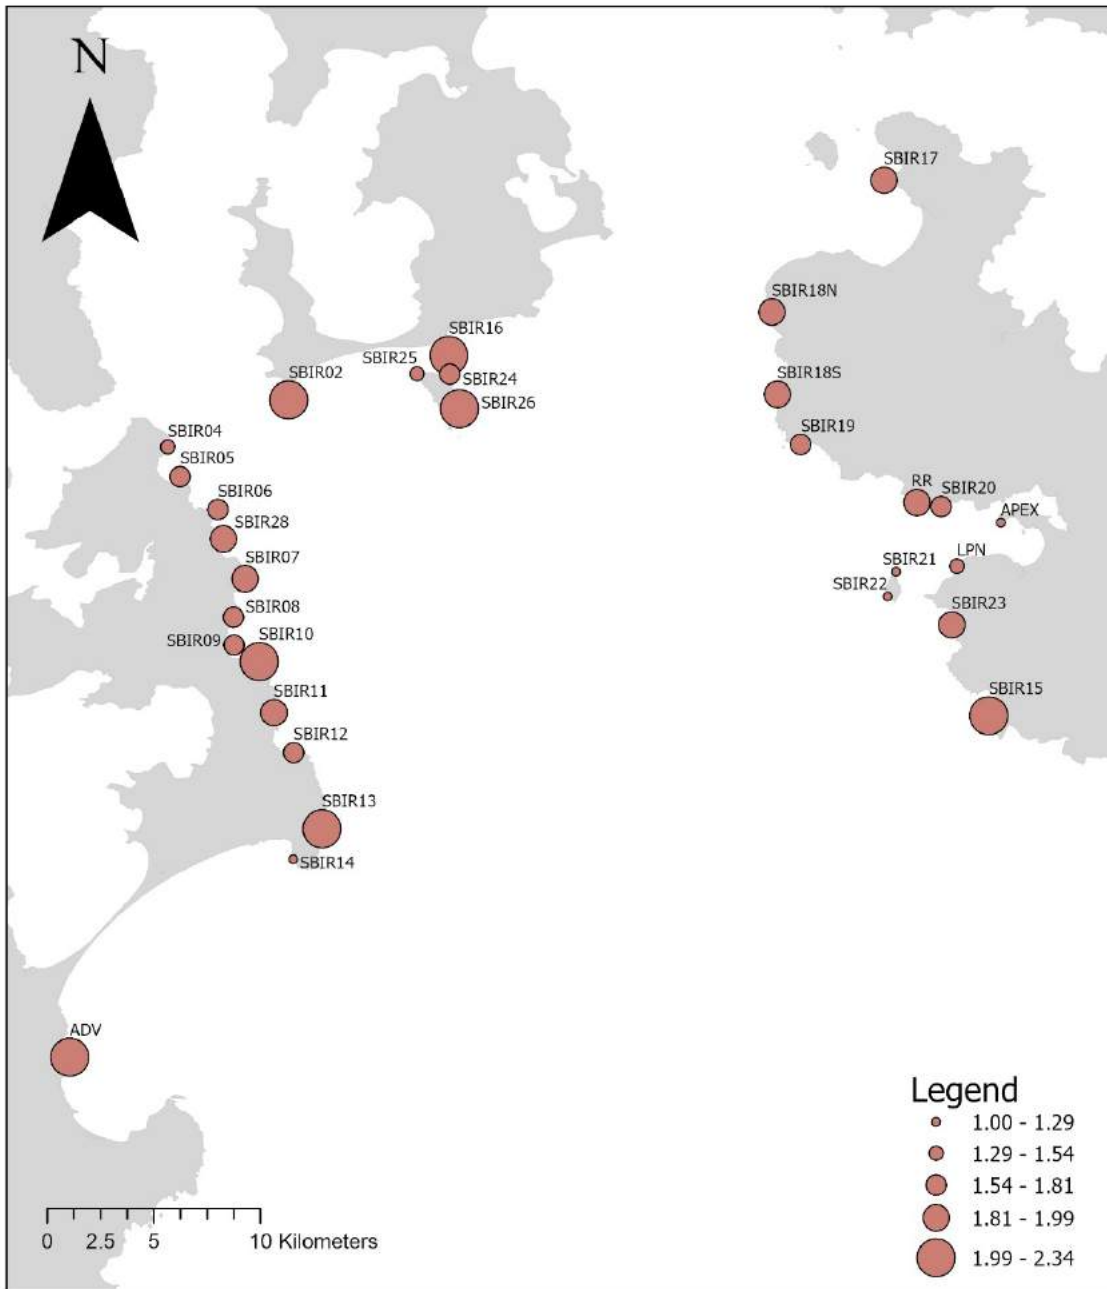 N
SBIR17
SBIR18N
SBIR16
SBIR25
SBIR02
SBIR24
SBIR18S
SBIR26
SBIR04
SBIR19
SBIR05
RR
SBIR20
SBIR06
APEX
SBIR28
SBIR07
LPN
SBIR21
SBIR22
SBIR08
SBIR23
SBIR09
SBIR10
SBIR11
SBIR15
SBIR12
SBIR13
SBIR14
ADV
Legend
1.00 - 1.29
1.29 - 1.54
1.54 - 1.81
1.81 - 1.99
1.99 - 2.34
0 2.5 5 10 Kilometers